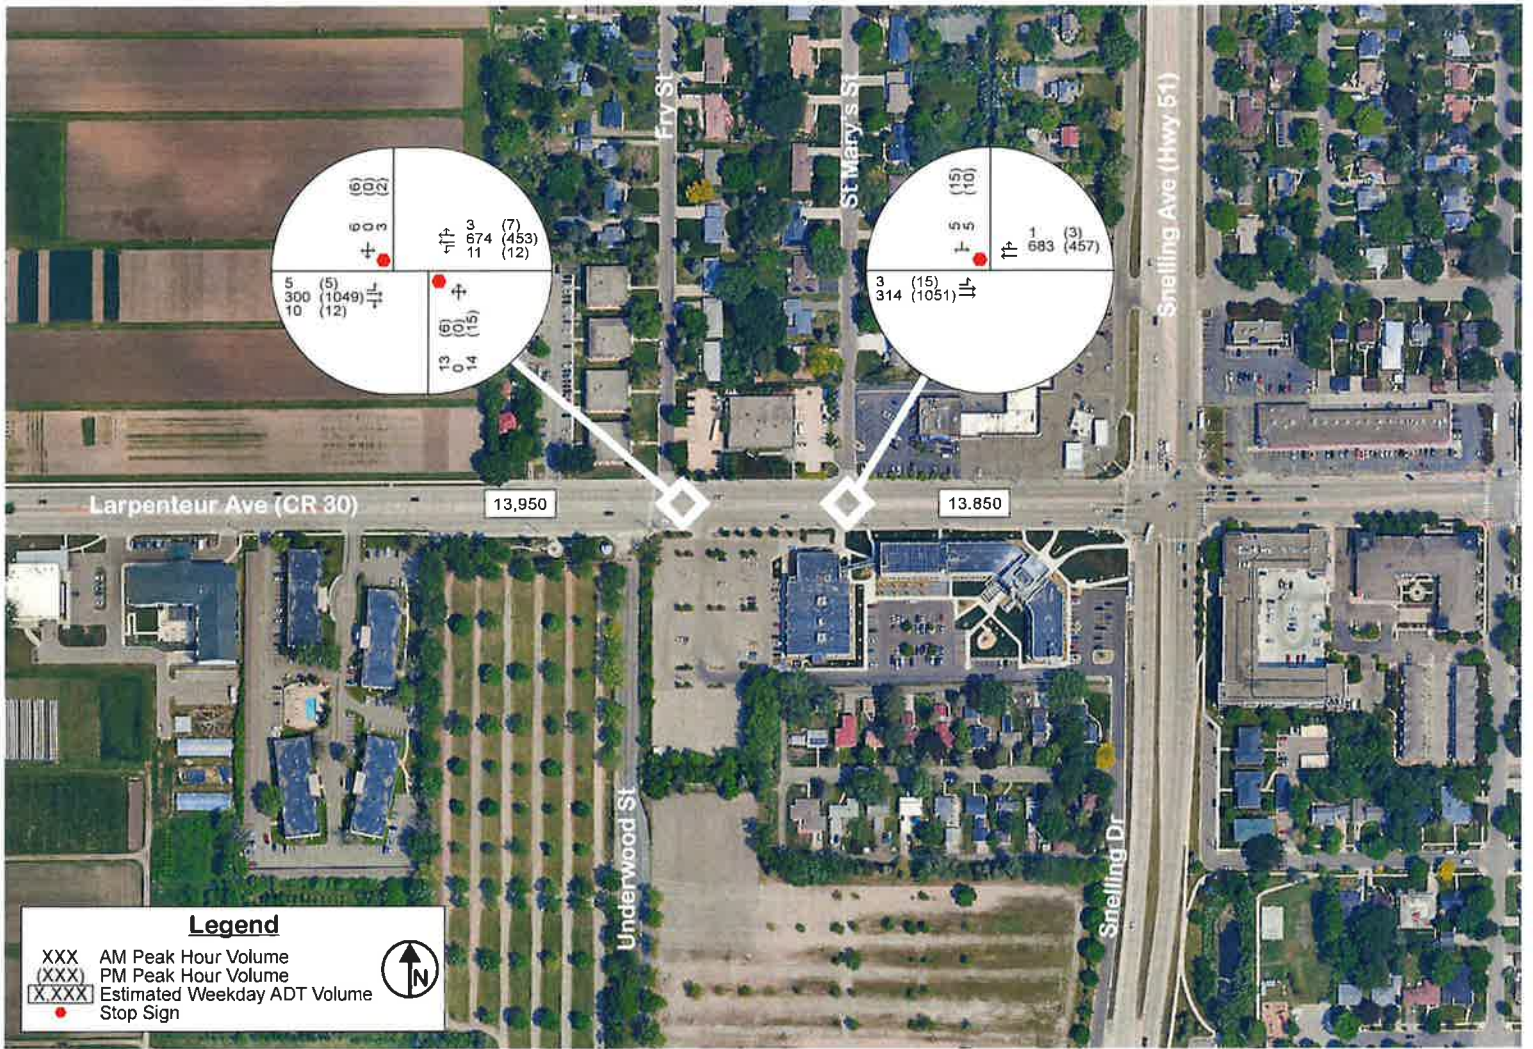 Fry St
St Mary's St
Snelling Ave (Hwy 51)
(6)
(0)
(2)
6
0
3
3 (7)
674 (453)
11 (12)
5 (5)
300 (1049)
10 (12)
13 (6)
0 (0)
14 (15)
5 (15)
5 (10)
1 (3)
683 (457)
3 (15)
314 (1051)
Larpenteur Ave (CR 30)
13,950
13.850
Underwood St
Snelling Dr
Legend
XXX AM Peak Hour Volume
(XXX) PM Peak Hour Volume
X,XXX Estimated Weekday ADT Volume
Stop Sign
N